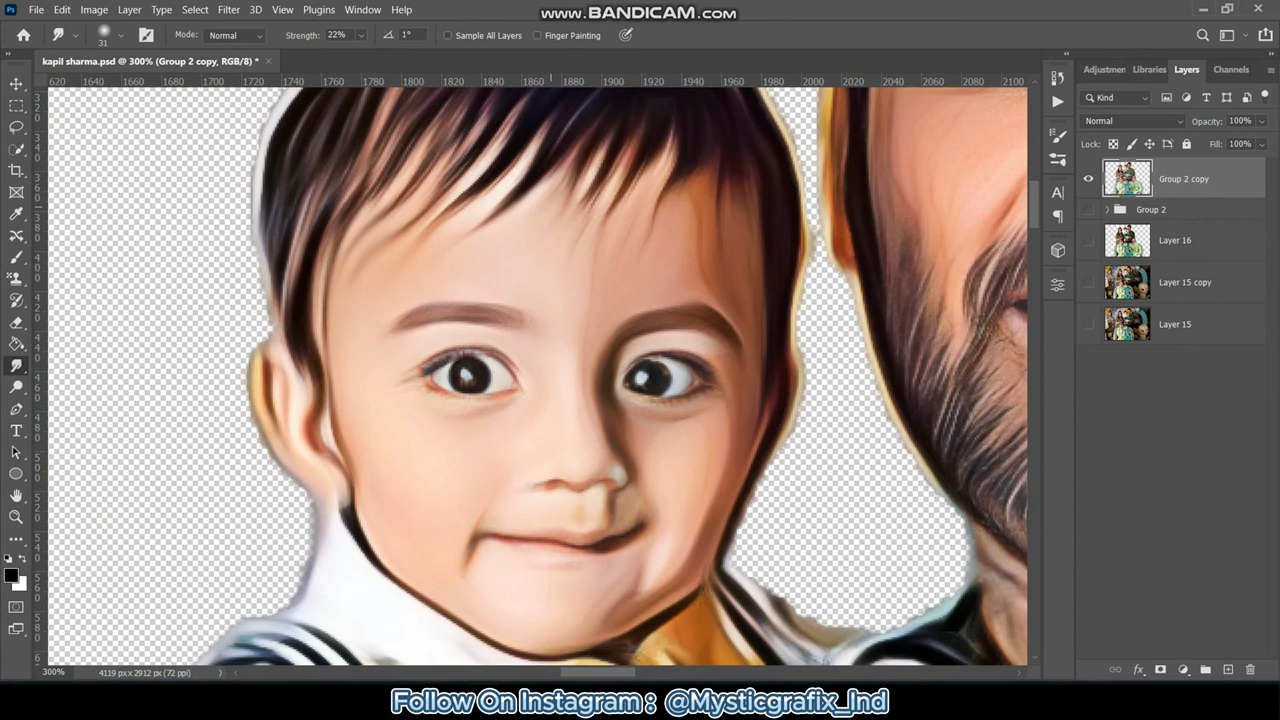 File Edit Image Layer Type Select Filter 3D View Plugins Window Help
www.BANDICAM.com
31 Mode: Normal Strength: 22% 1° Sample All Layers Finger Painting
kapil sharma.psd @ 300% (Group 2 copy, RGB/8) *
620 1640 1660 1680 1700 1720 1740 1760 1780 1800 1820 1840 1860 1880 1900 1920 1940 1960 1980 2000 2020 2040 2060 2080 2100
Adjustmen Libraries Layers Channels
Kind
Normal Opacity: 100%
Lock: Fill: 100%
Group 2 copy
Group 2
Layer 16
Layer 15 copy
Layer 15
300% 4119 px x 2912 px (72 ppi)
Follow On Instagram : @Mysticgrafix_Ind